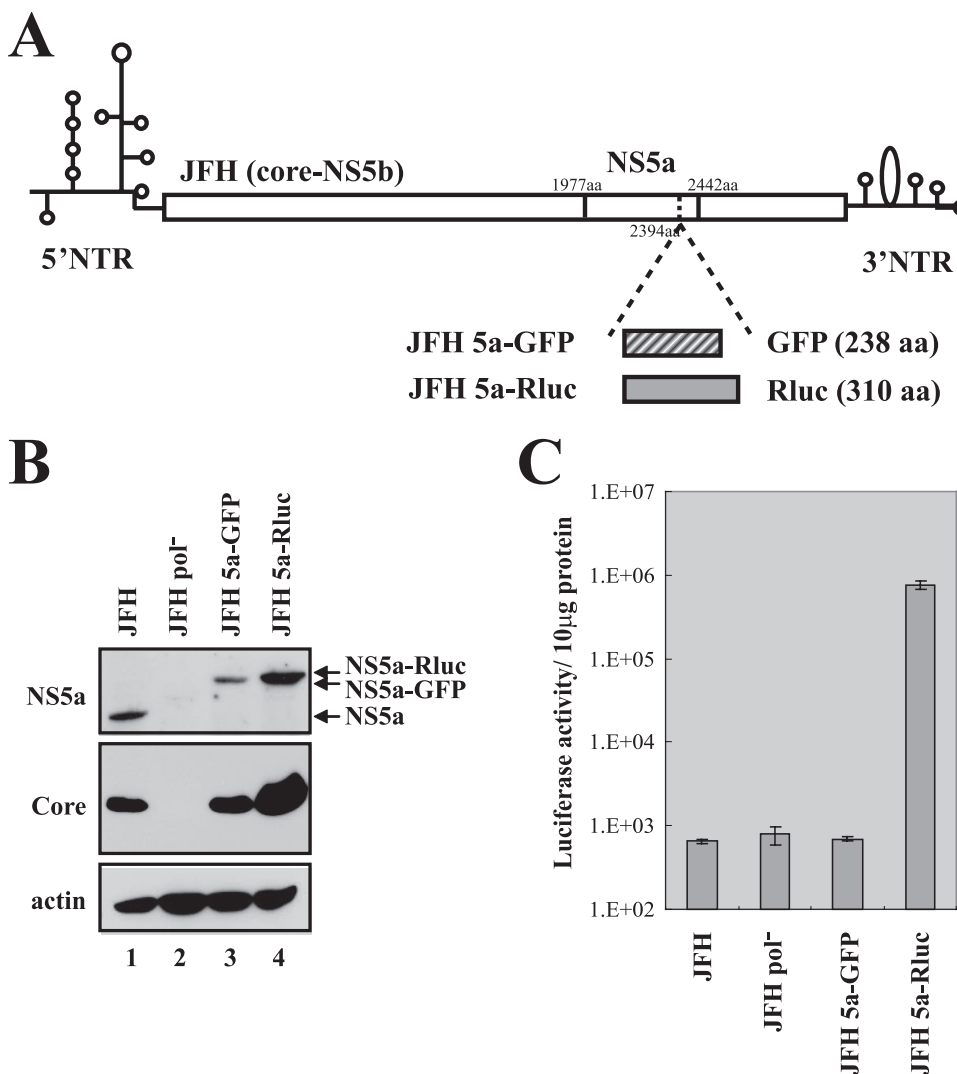 A
JFH (core-NS5b)
NS5a
1977aa
2442aa
2394aa
5’NTR
3’NTR
JFH 5a-GFP
GFP (238 aa)
JFH 5a-Rluc
Rluc (310 aa)
B
JFH
JFH pol-
JFH 5a-GFP
JFH 5a-Rluc
NS5a
NS5a-Rluc
NS5a-GFP
NS5a
Core
actin
1 2 3 4
C
Luciferase activity/ 10μg protein
1.E+07
1.E+06
1.E+05
1.E+04
1.E+03
1.E+02
JFH
JFH pol-
JFH 5a-GFP
JFH 5a-Rluc